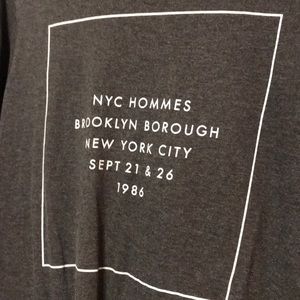 NYC HOMMES
BROOKLYN BOROUGH
NEW YORK CITY
SEPT 21 & 26
1986